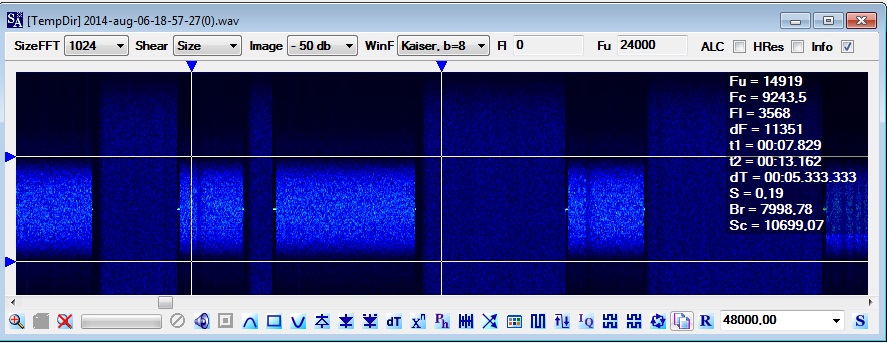 SA [TempDir] 2014-aug-06-18-57-27(0).wav
SizeFFT 1024 Shear Size Image - 50 db WinF Kaiser, b=8 Fl 0 Fu 24000 ALC HRes Info
Fu = 14919
Fc = 9243,5
Fl = 3568
dF = 11351
t1 = 00:07.829
t2 = 00:13.162
dT = 00:05.333.333
S = 0,19
Br = 7998,78
Sc = 10699,07
dT Xⁿ Ph IQ R 48000,00 S